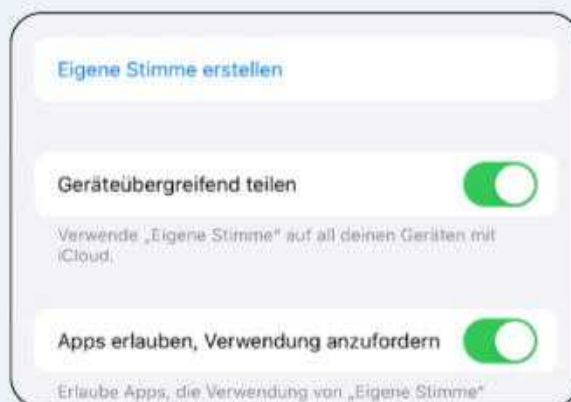 Eigene Stimme erstellen
Geräteübergreifend teilen
Verwende „Eigene Stimme“ auf all deinen Geräten mit
iCloud.
Apps erlauben, Verwendung anzufordern
Erlaube Apps, die Verwendung von „Eigene Stimme“